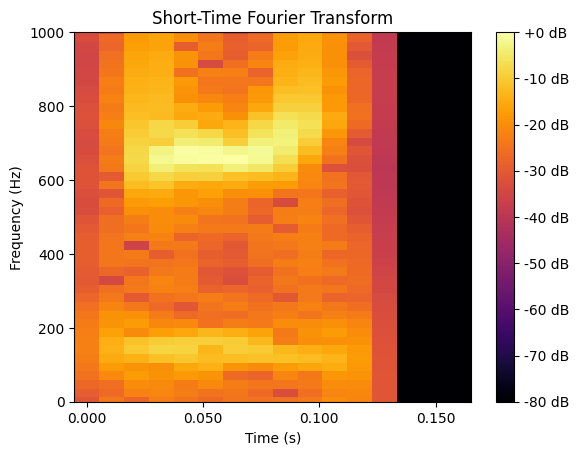 Short-Time Fourier Transform
1000
800
600
400
200
0
Frequency (Hz)
0.000
0.050
0.100
0.150
Time (s)
+0 dB
-10 dB
-20 dB
-30 dB
-40 dB
-50 dB
-60 dB
-70 dB
-80 dB